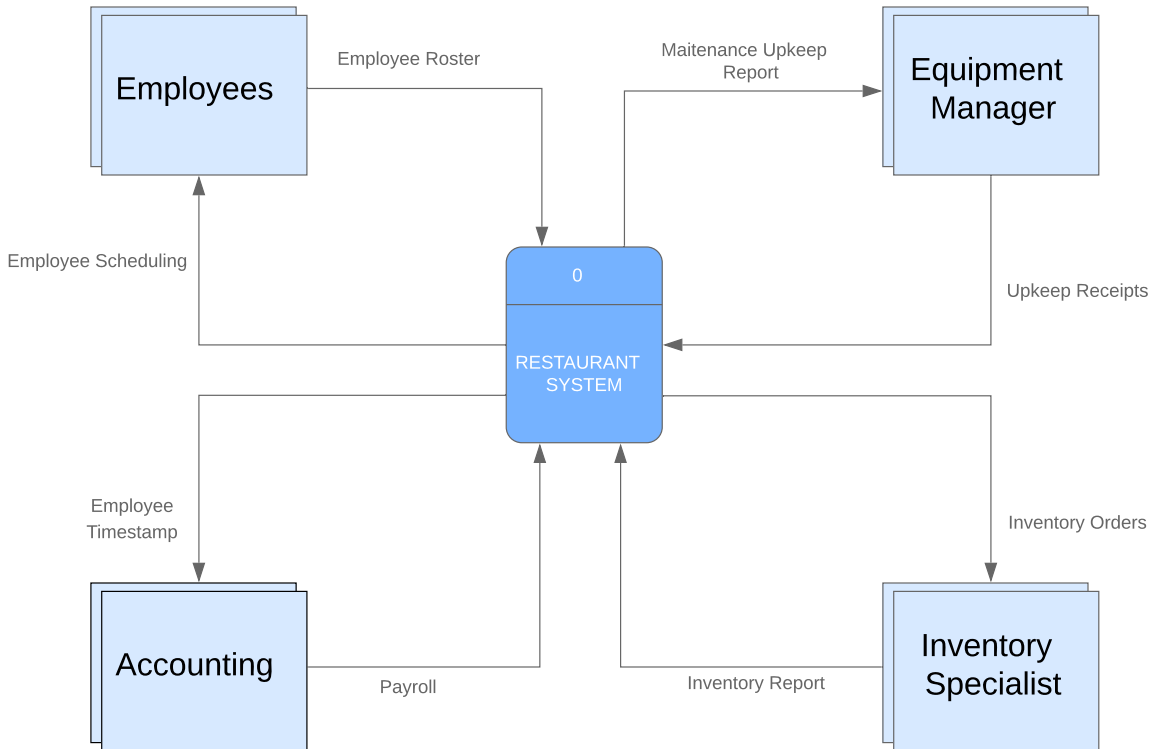 Employees
Employee Roster
Maitenance Upkeep
Report
Equipment
Manager
Employee Scheduling
0
RESTAURANT
SYSTEM
Upkeep Receipts
Employee
Timestamp
Inventory Orders
Accounting
Payroll
Inventory Report
Inventory
Specialist